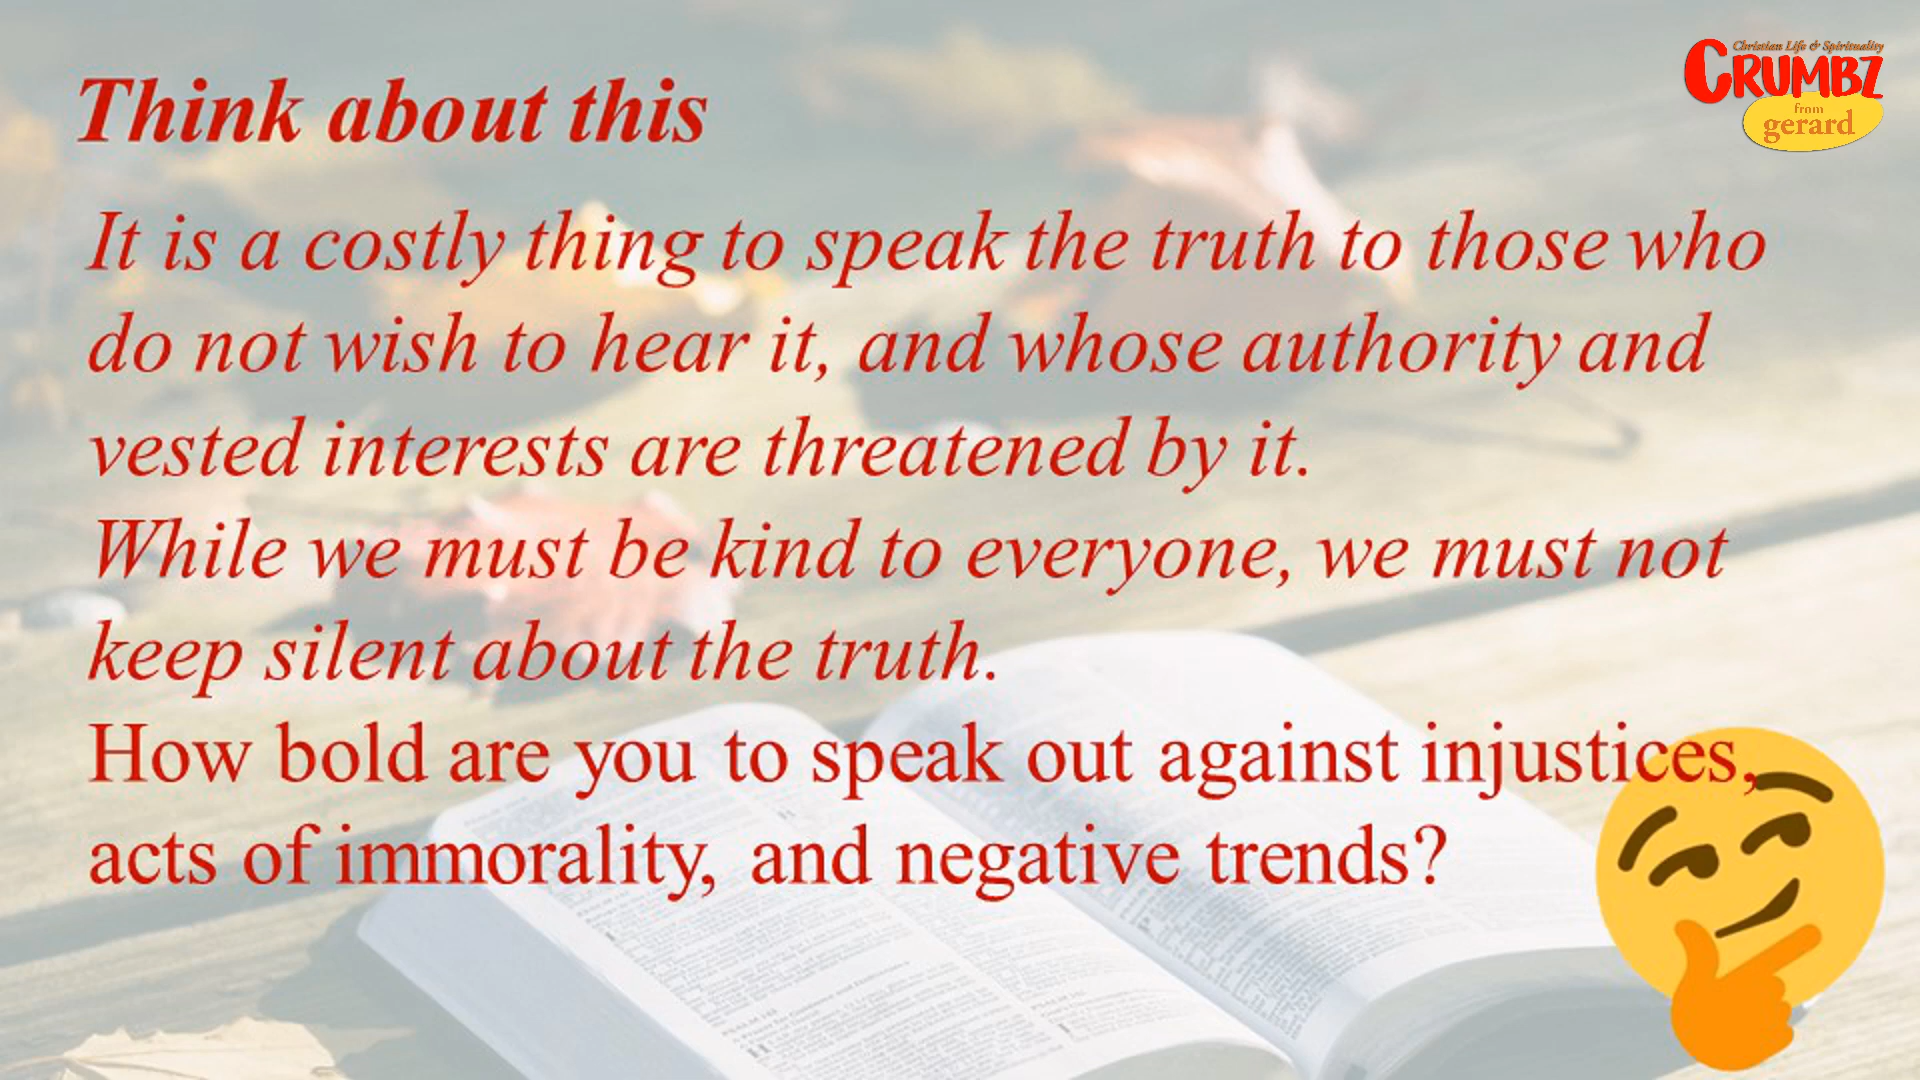 Christian Life & Spirituality
CRUMBZ
from
gerard
Think about this
It is a costly thing to speak the truth to those who
do not wish to hear it, and whose authority and
vested interests are threatened by it.
While we must be kind to everyone, we must not
keep silent about the truth.
How bold are you to speak out against injustices,
acts of immorality, and negative trends?